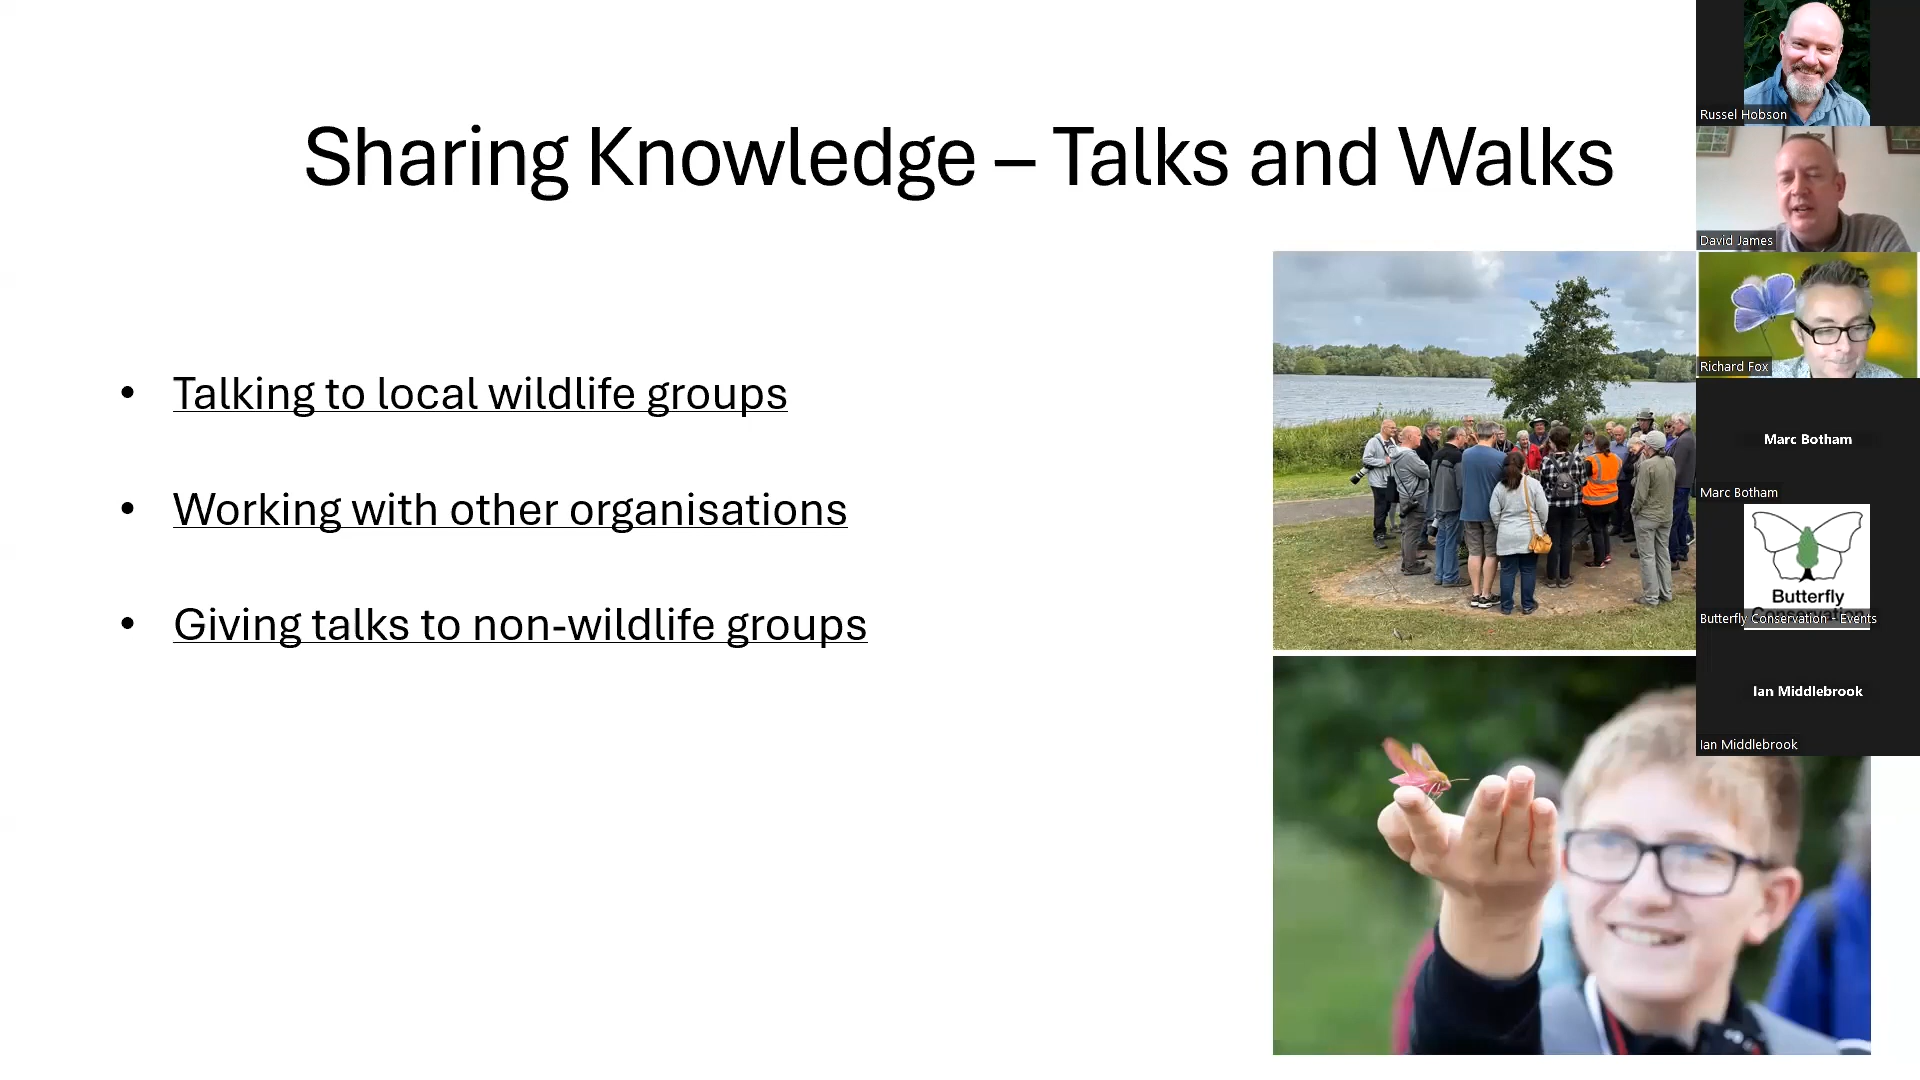 Sharing Knowledge – Talks and Walks
• Talking to local wildlife groups
• Working with other organisations
• Giving talks to non-wildlife groups
Russel Hobson
David James
Richard Fox
Marc Botham
Marc Botham
Butterfly
Conservation
Butterfly Conservation - Events
Ian Middlebrook
Ian Middlebrook